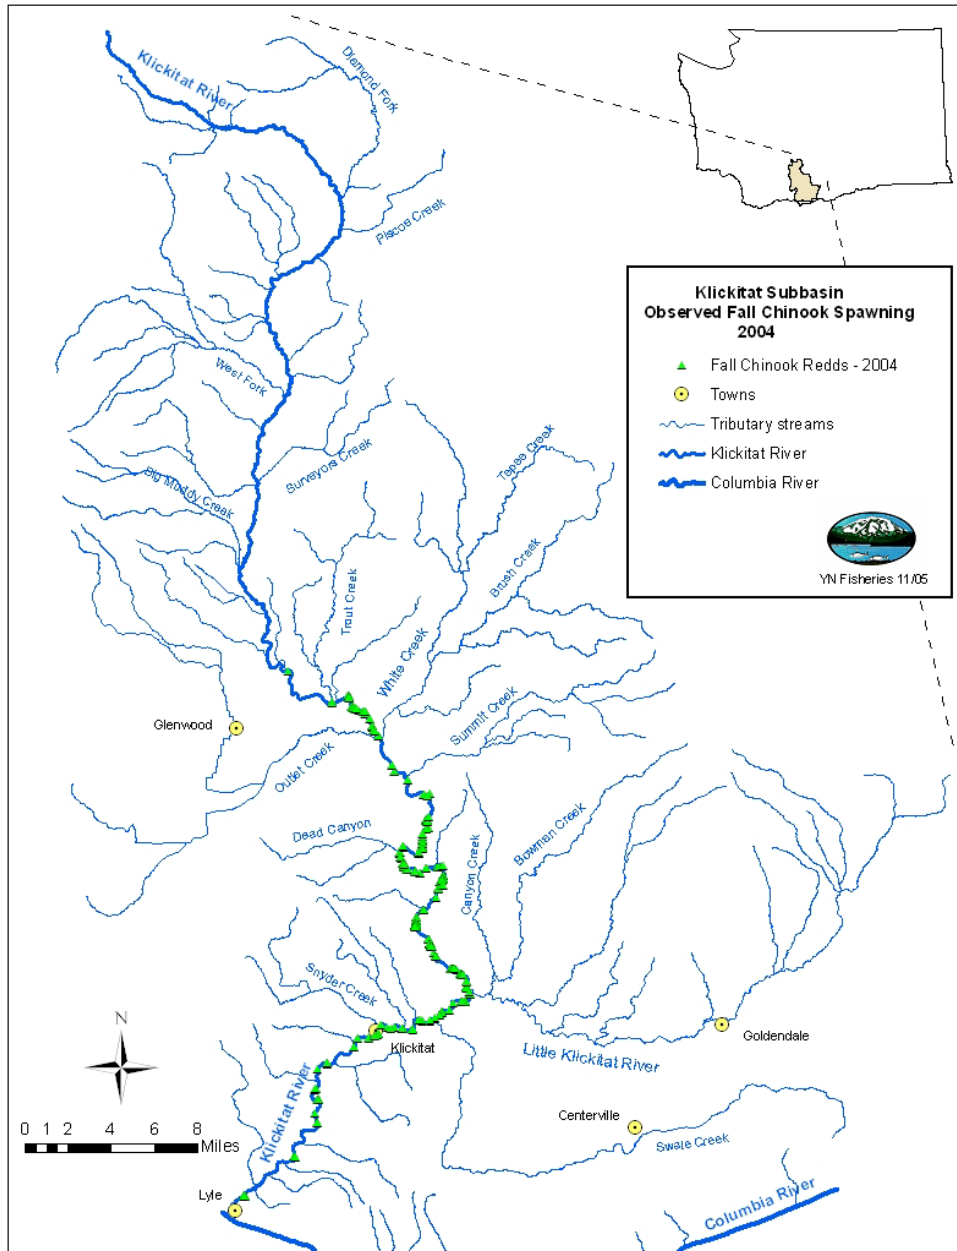 Klickitat River
Diamond Fork
Piscoe Creek
Klickitat Subbasin
Observed Fall Chinook Spawning
2004
Fall Chinook Redds - 2004
Towns
Tributary streams
Klickitat River
Columbia River
YN Fisheries 11/05
West Fork
Surveyors Creek
Big Muddy Creek
Tepee Creek
Brush Creek
Trout Creek
White Creek
Summit Creek
Glenwood
Outlet Creek
Dead Canyon
Canyon Creek
Bowman Creek
Snyder Creek
Klickitat
Goldendale
Little Klickitat River
N
Klickitat River
Centerville
Swale Creek
0 1 2 4 6 8
Miles
Lyle
Columbia River